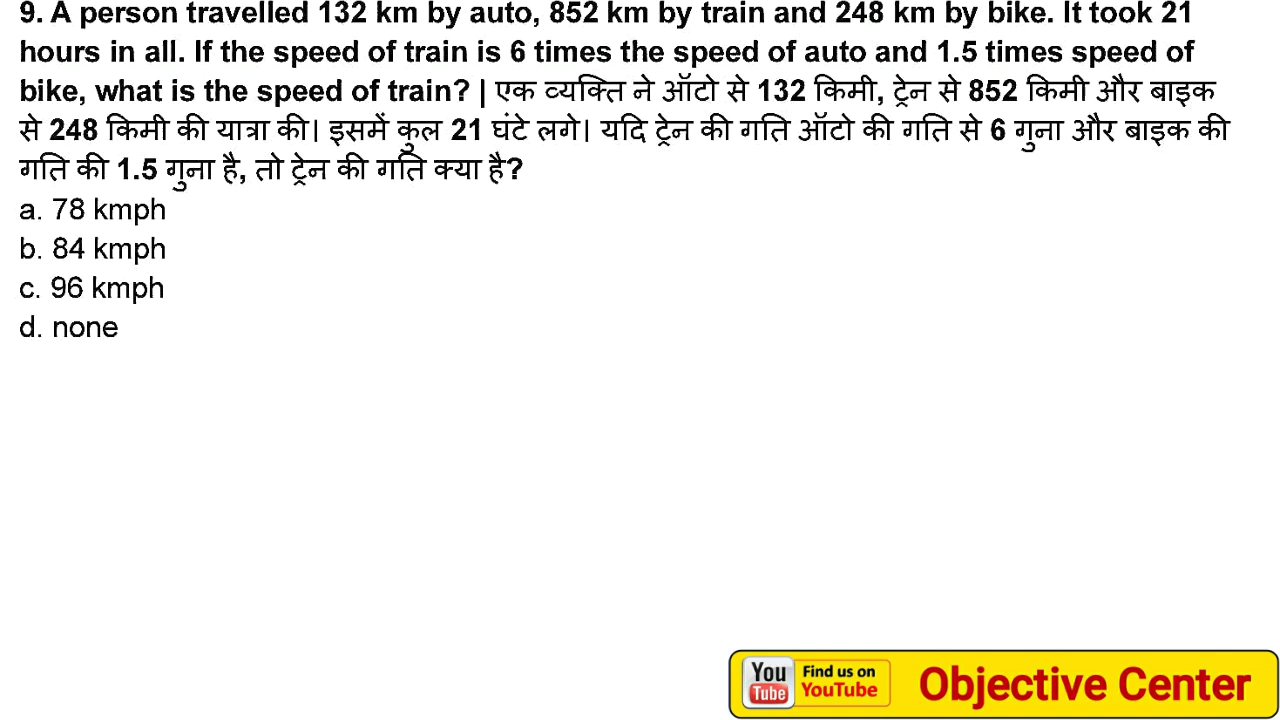 9. A person travelled 132 km by auto, 852 km by train and 248 km by bike. It took 21
hours in all. If the speed of train is 6 times the speed of auto and 1.5 times speed of
bike, what is the speed of train? | एक व्यक्ति ने ऑटो से 132 किमी, ट्रेन से 852 किमी और बाइक
से 248 किमी की यात्रा की। इसमें कुल 21 घंटे लगे। यदि ट्रेन की गति ऑटो की गति से 6 गुना और बाइक की
गति की 1.5 गुना है, तो ट्रेन की गति क्या है?
a. 78 kmph
b. 84 kmph
c. 96 kmph
d. none
You Tube
Find us on
YouTube
Objective Center